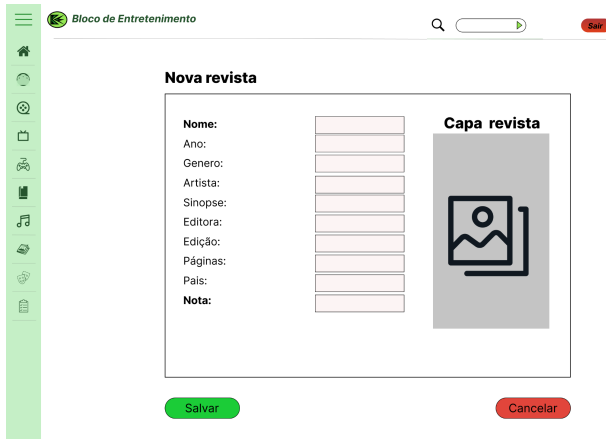 Bloco de Entretenimento
Sair
Nova revista
Nome:
Ano:
Genero:
Artista:
Sinopse:
Editora:
Edição:
Páginas:
Pais:
Nota:
Capa revista
Salvar
Cancelar